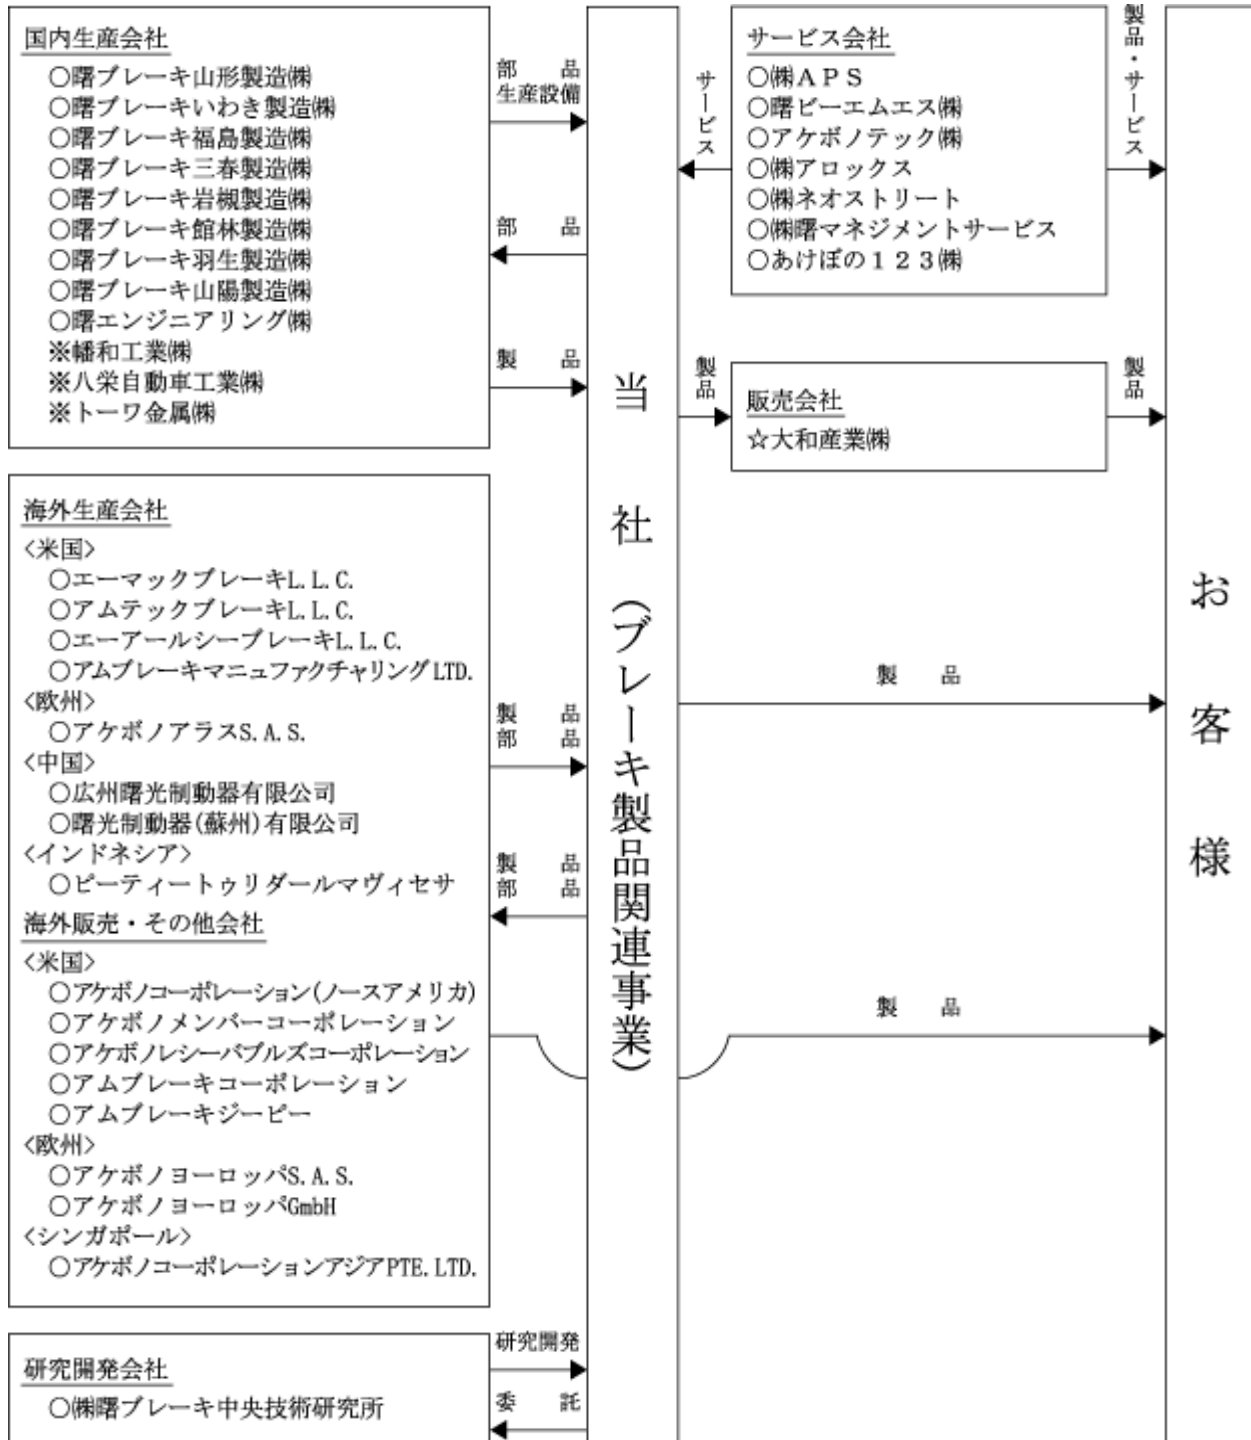 国内生産会社
○曙ブレーキ山形製造㈱
○曙ブレーキいわき製造㈱
○曙ブレーキ福島製造㈱
○曙ブレーキ三春製造㈱
○曙ブレーキ岩槻製造㈱
○曙ブレーキ館林製造㈱
○曙ブレーキ羽生製造㈱
○曙ブレーキ山陽製造㈱
○曙エンジニアリング㈱
※幡和工業㈱
※八栄自動車工業㈱
※トーワ金属㈱
部　品
生産設備
部　品
製　品
海外生産会社
<米国>
○エーマックブレーキL.L.C.
○アムテックブレーキL.L.C.
○エーアールシーブレーキL.L.C.
○アムブレーキマニュファクチャリングLTD.
<欧州>
○アケボノアラスS.A.S.
<中国>
○広州曙光制動器有限公司
○曙光制動器(蘇州)有限公司
<インドネシア>
○ピーティートゥリダールマヴィセサ
海外販売・その他会社
<米国>
○アケボノコーポレーション(ノースアメリカ)
○アケボノメンバーコーポレーション
○アケボノレシーバブルズコーポレーション
○アムブレーキコーポレーション
○アムブレーキジーピー
<欧州>
○アケボノヨーロッパS.A.S.
○アケボノヨーロッパGmbH
<シンガポール>
○アケボノコーポレーションアジアPTE.LTD.
製　品
部　品
製　品
部　品
研究開発会社
○㈱曙ブレーキ中央技術研究所
研究開発
委　託
当社（ブレーキ製品関連事業）
サービス
サービス会社
○㈱ＡＰＳ
○曙ビーエムエス㈱
○アケボノテック㈱
○㈱アロックス
○㈱ネオストリート
○㈱曙マネジメントサービス
○あけぼの１２３㈱
製品・サービス
製品
販売会社
☆大和産業㈱
製品
製　品
製　品
お客様